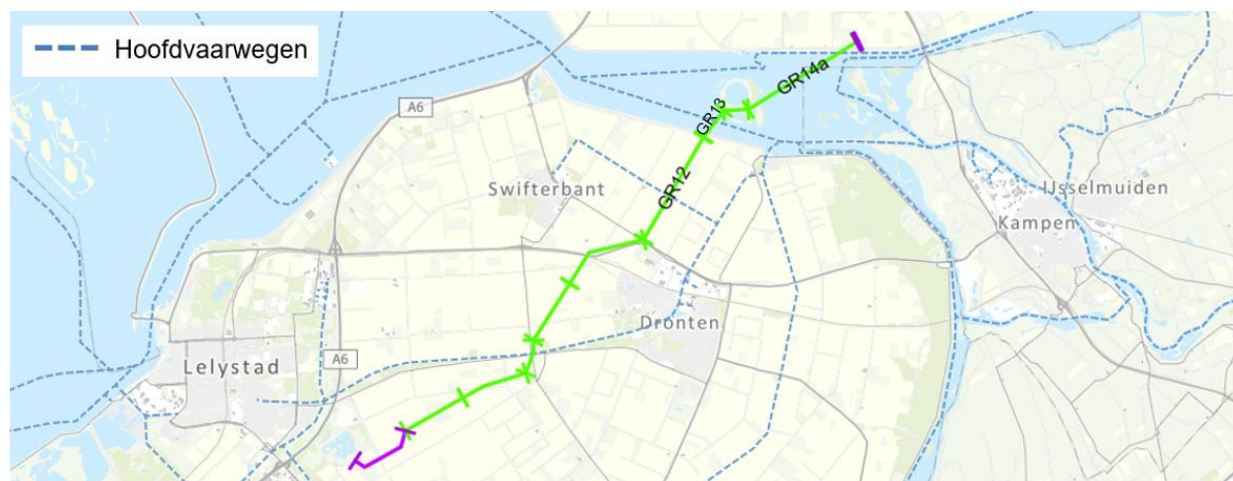 Hoofdvaarwegen
A6
GR14a
GR13
GR12
Swifterbant
IJsselmuiden
Kampen
Dronten
A6
Lelystad